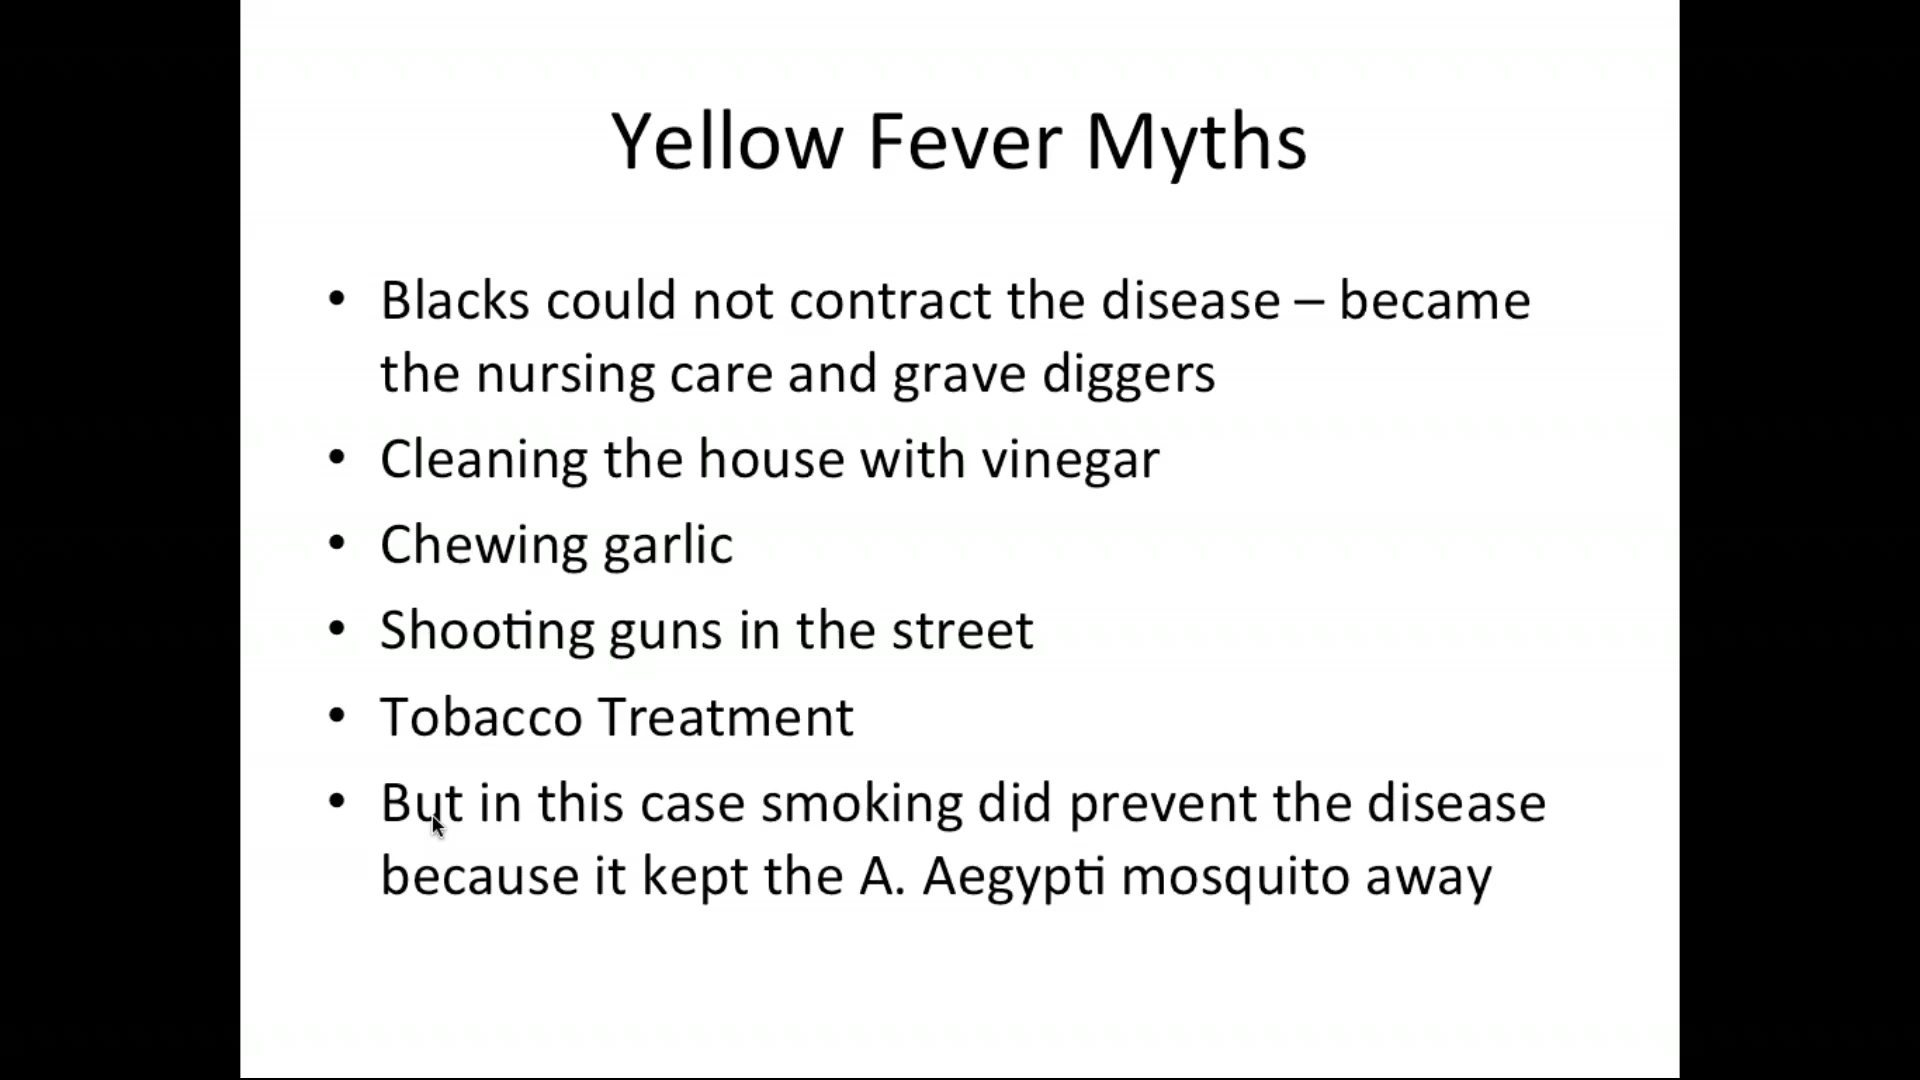 Yellow Fever Myths
• Blacks could not contract the disease – became
the nursing care and grave diggers
• Cleaning the house with vinegar
• Chewing garlic
• Shooting guns in the street
• Tobacco Treatment
• But in this case smoking did prevent the disease
because it kept the A. Aegypti mosquito away